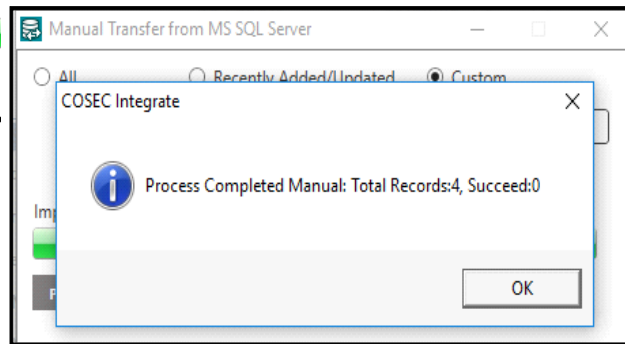 Manual Transfer from MS SQL Server
All Recently Added/Updated Custom
COSEC Integrate
Process Completed Manual: Total Records:4, Succeed:0
OK